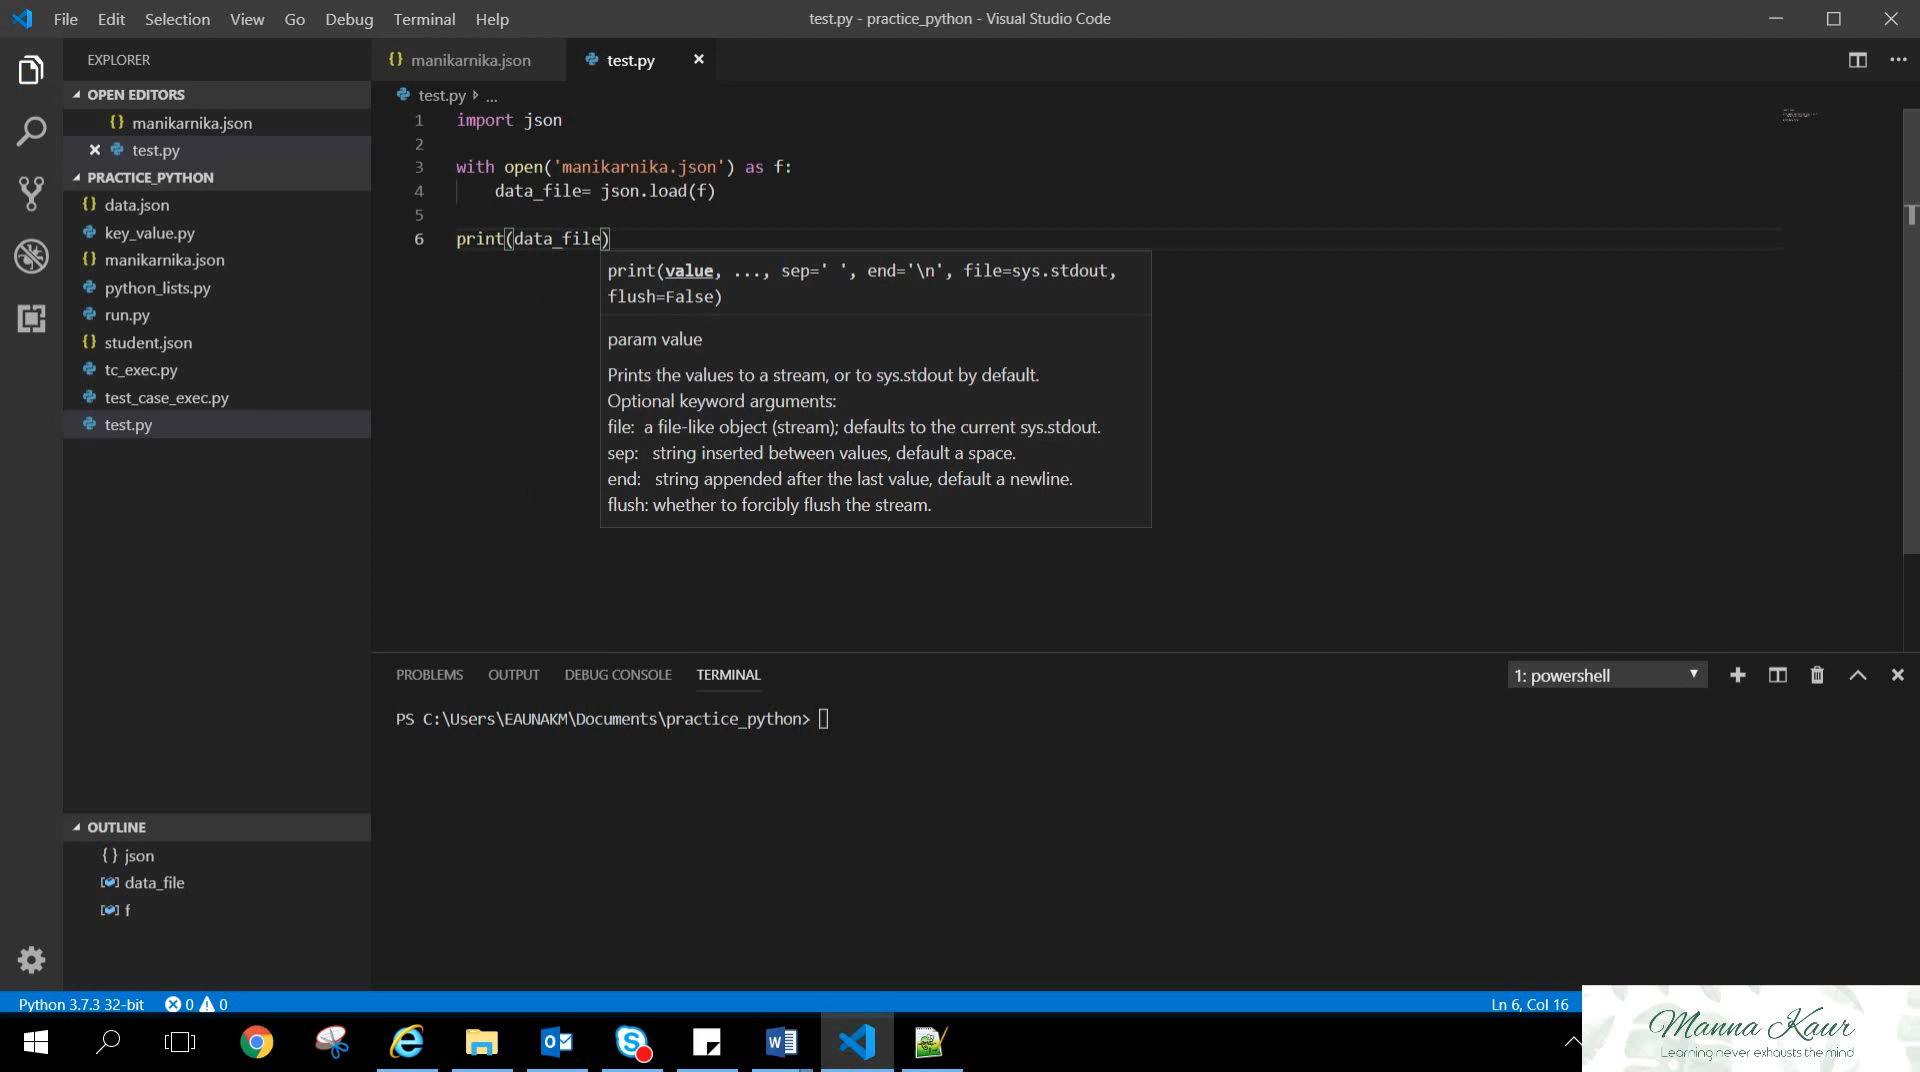 File Edit Selection View Go Debug Terminal Help
test.py - practice_python - Visual Studio Code
EXPLORER
OPEN EDITORS
manikarnika.json
test.py
PRACTICE_PYTHON
data.json
key_value.py
manikarnika.json
python_lists.py
run.py
student.json
tc_exec.py
test_case_exec.py
test.py
OUTLINE
{} json
data_file
f
manikarnika.json
test.py
test.py ...
1 import json
2
3 with open('manikarnika.json') as f:
4 data_file= json.load(f)
5
6 print(data_file)
print(value, ..., sep=' ', end='\n', file=sys.stdout,
flush=False)
param value
Prints the values to a stream, or to sys.stdout by default.
Optional keyword arguments:
file: a file-like object (stream); defaults to the current sys.stdout.
sep: string inserted between values, default a space.
end: string appended after the last value, default a newline.
flush: whether to forcibly flush the stream.
PROBLEMS OUTPUT DEBUG CONSOLE TERMINAL
1: powershell
PS C:\Users\EAUNAKM\Documents\practice_python>
Python 3.7.3 32-bit 0 0
Ln 6, Col 16
Manna Kaur
Learning never exhausts the mind